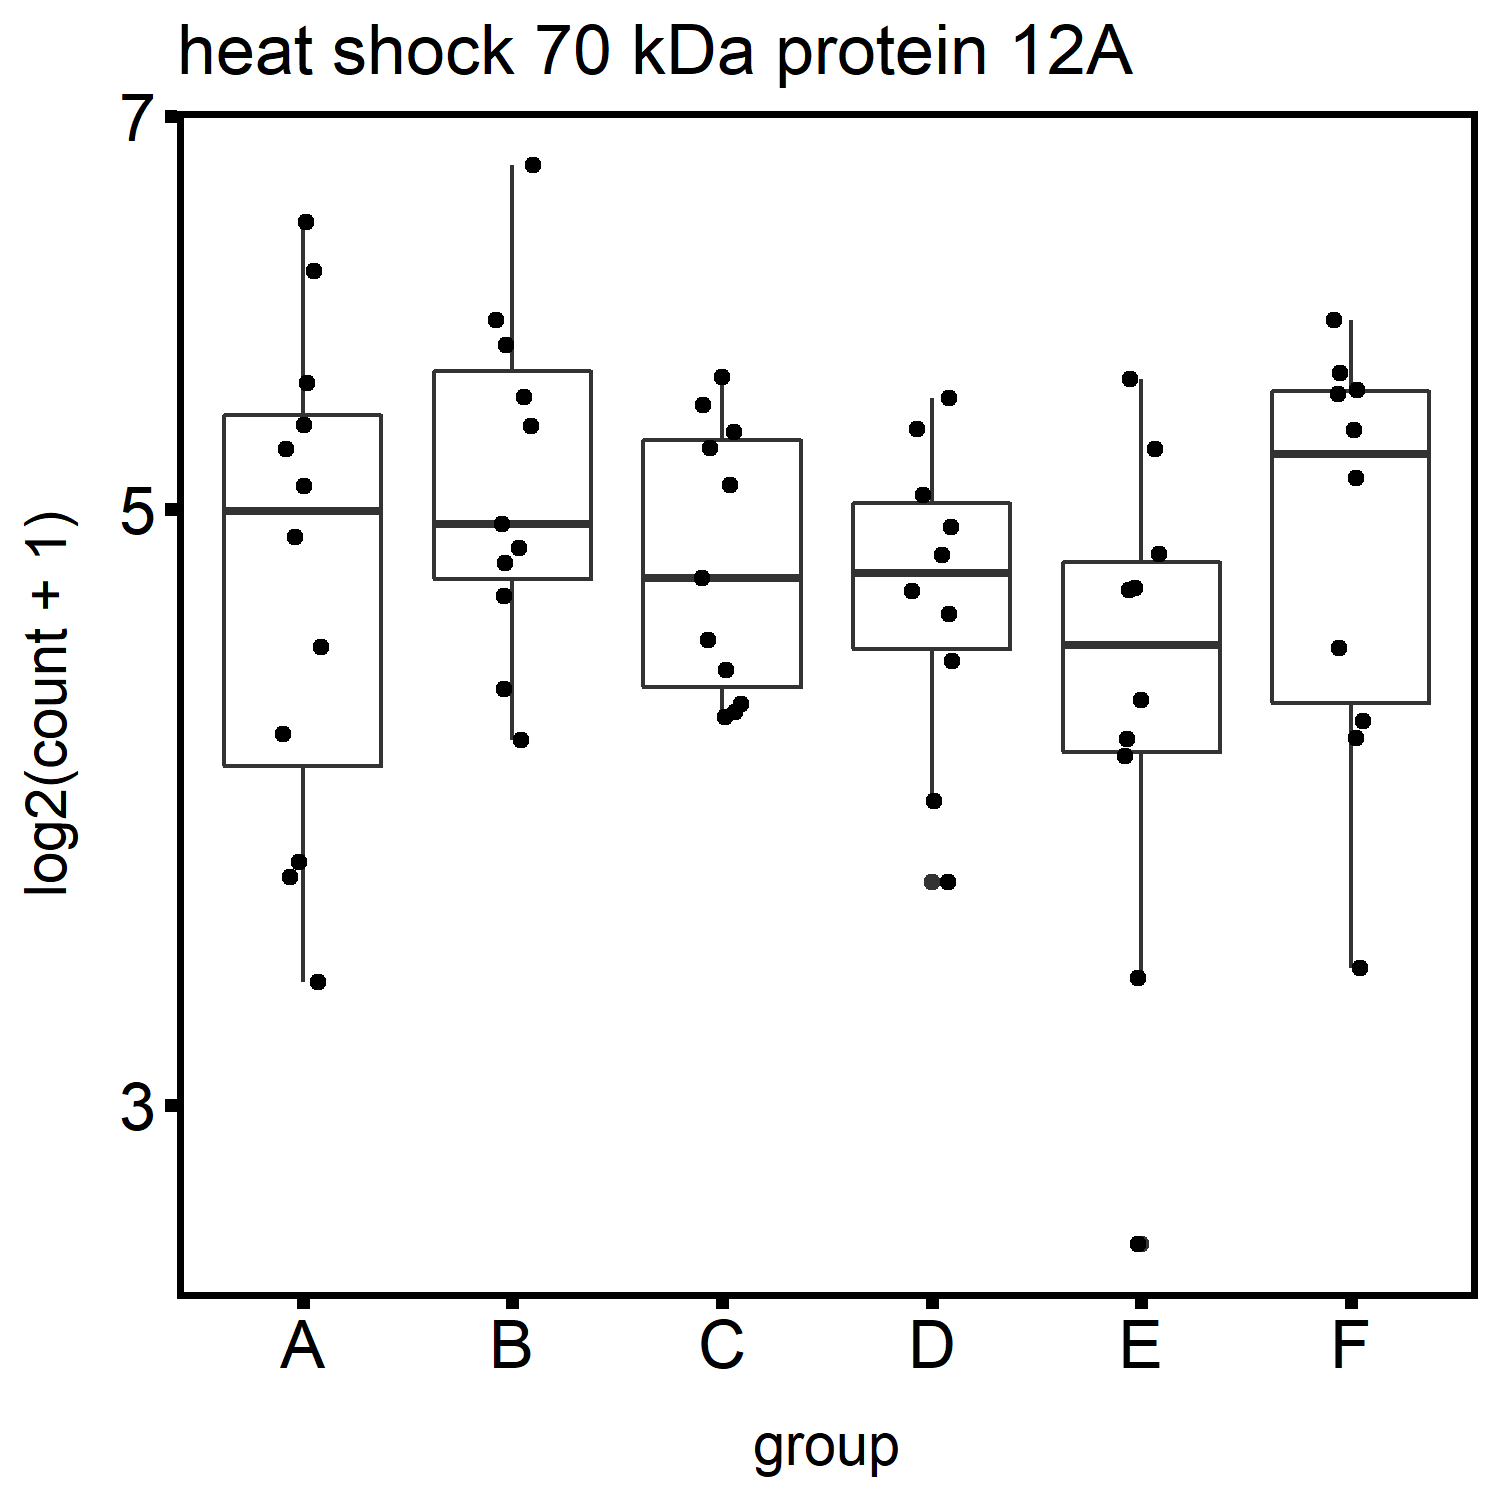 heat shock 70 kDa protein 12A
7
5
3
log2(count + 1)
A B C D E F
group